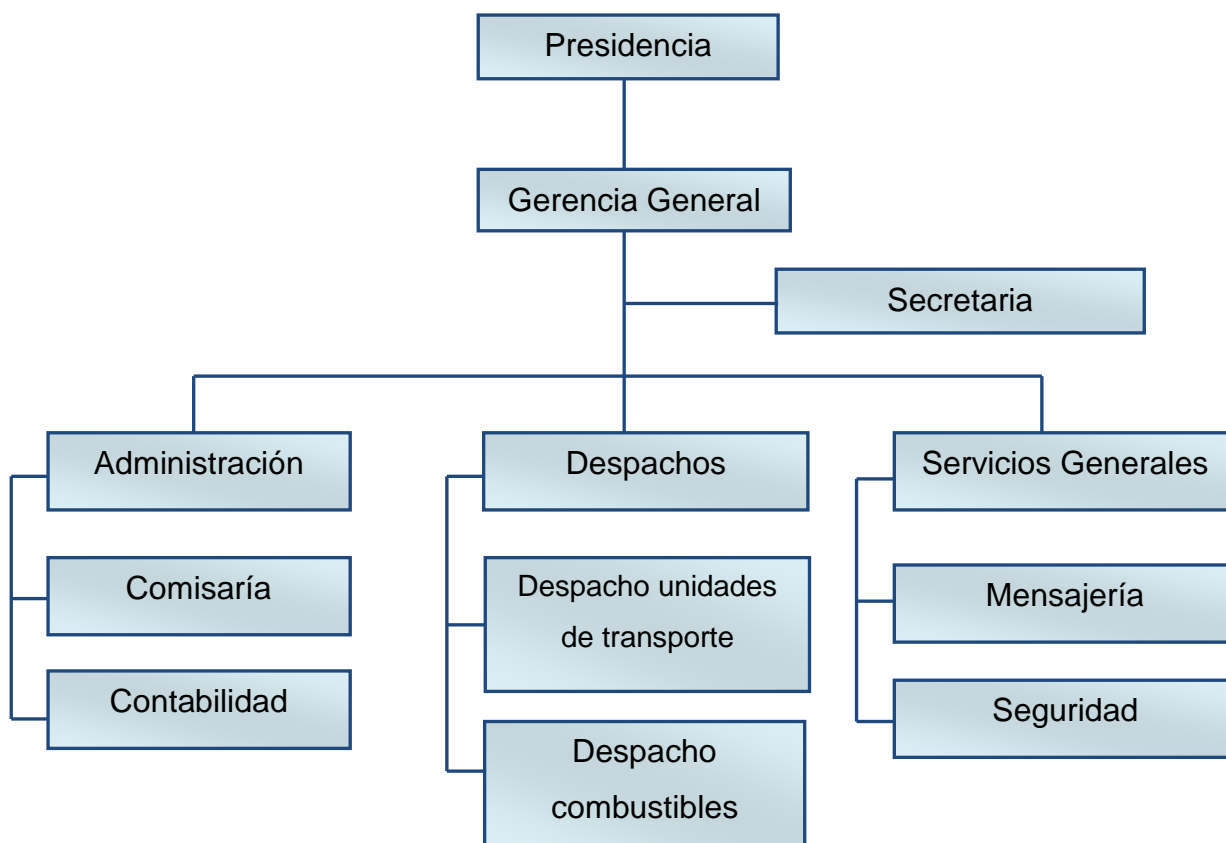 Presidencia
Gerencia General
Secretaria
Administración
Despachos
Servicios Generales
Comisaría
Despacho unidades
de transporte
Mensajería
Contabilidad
Despacho
combustibles
Seguridad